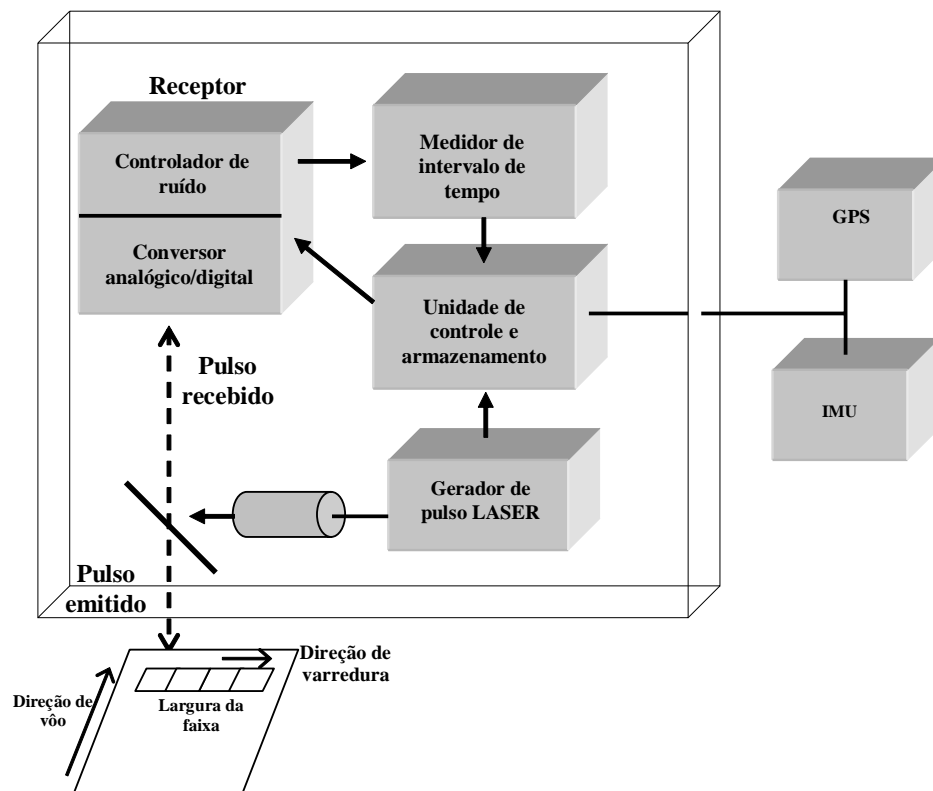 Receptor
Controlador de
ruído
Conversor
analógico/digital
Medidor de
intervalo de
tempo
GPS
Unidade de
controle e
armazenamento
IMU
Pulso
recebido
Gerador de
pulso LASER
Pulso
emitido
Direção de
varredura
Direção de
vôo
Largura da
faixa